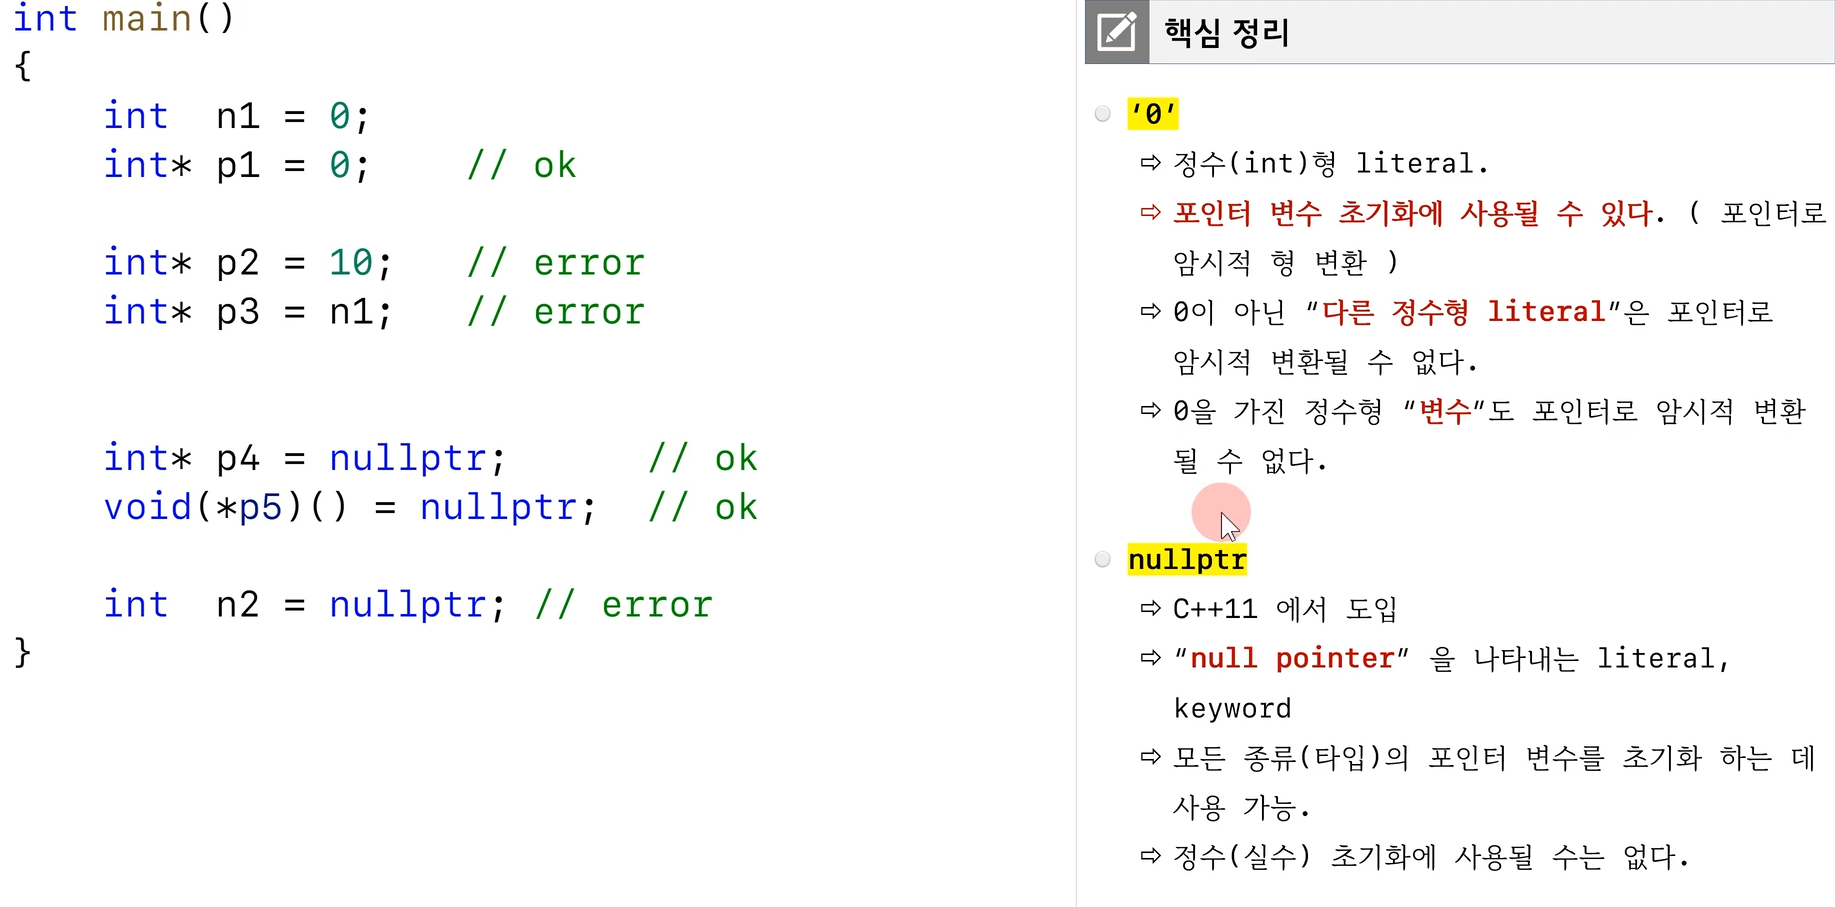 int main()
{
int  n1 = 0;
int* p1 = 0;    // ok
int* p2 = 10;   // error
int* p3 = n1;   // error
int* p4 = nullptr;      // ok
void(*p5)() = nullptr;  // ok
int  n2 = nullptr; // error
}
핵심 정리
‘0’
⇨ 정수(int)형 literal.
⇨ 포인터 변수 초기화에 사용될 수 있다. ( 포인터로
암시적 형 변환 )
⇨ 0이 아닌 “다른 정수형 literal”은 포인터로
암시적 변환될 수 없다.
⇨ 0을 가진 정수형 “변수”도 포인터로 암시적 변환
될 수 없다.
nullptr
⇨ C++11 에서 도입
⇨ “null pointer” 을 나타내는 literal,
keyword
⇨ 모든 종류(타입)의 포인터 변수를 초기화 하는 데
사용 가능.
⇨ 정수(실수) 초기화에 사용될 수는 없다.